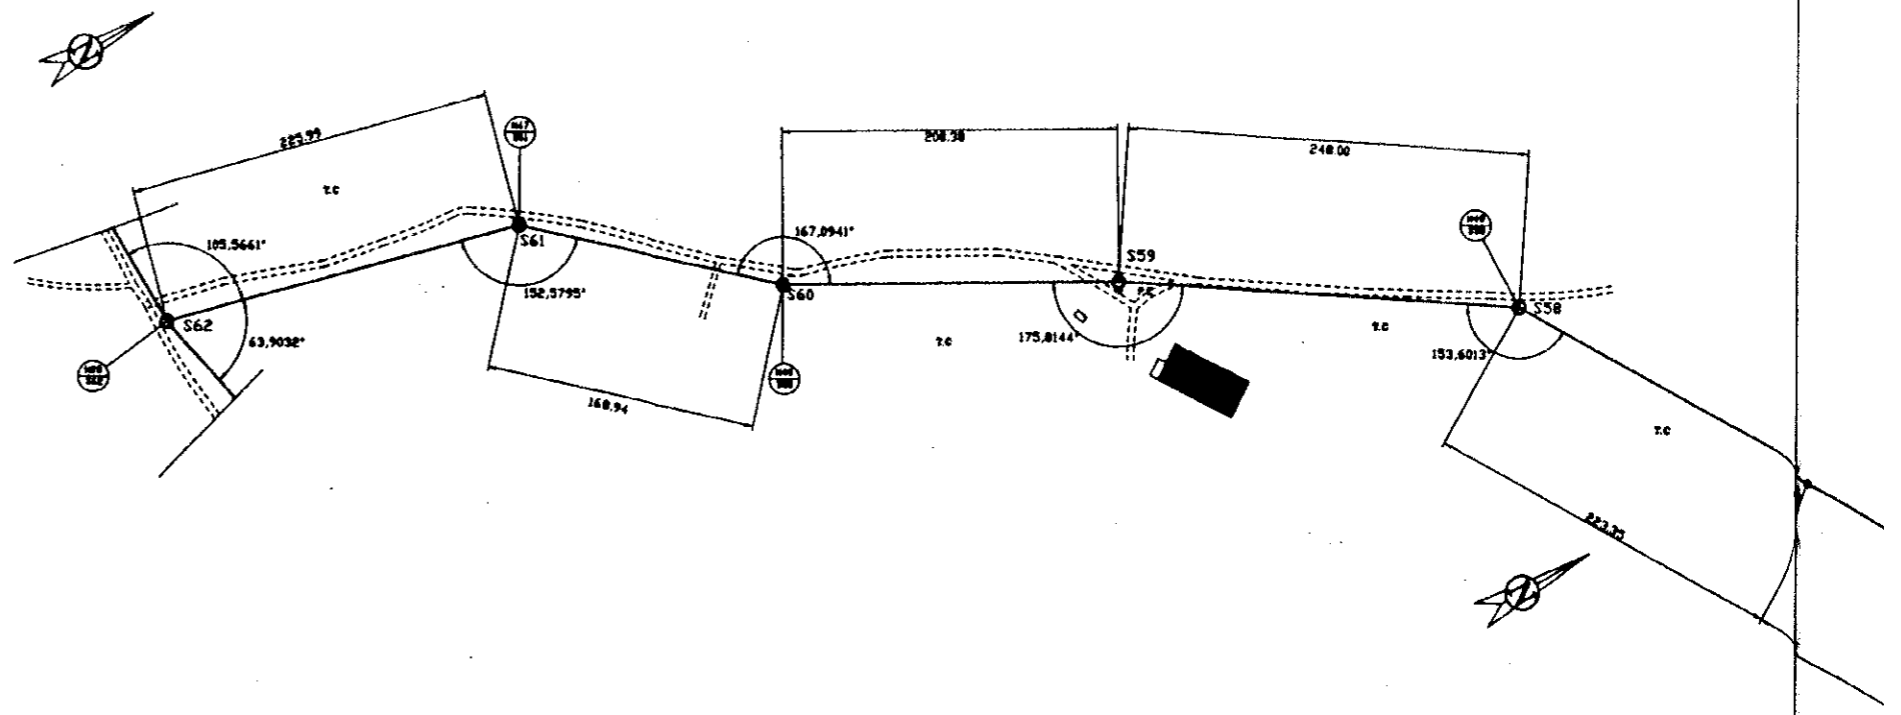 N
225.99
208.38
248.00
T.C
105,5661°
S61
167,0941°
S59
152,5795°
S60
T.C
S58
S62
63,9032°
T.C
175,8144°
T.C
153,6013°
168.94
T.C
223.35
N